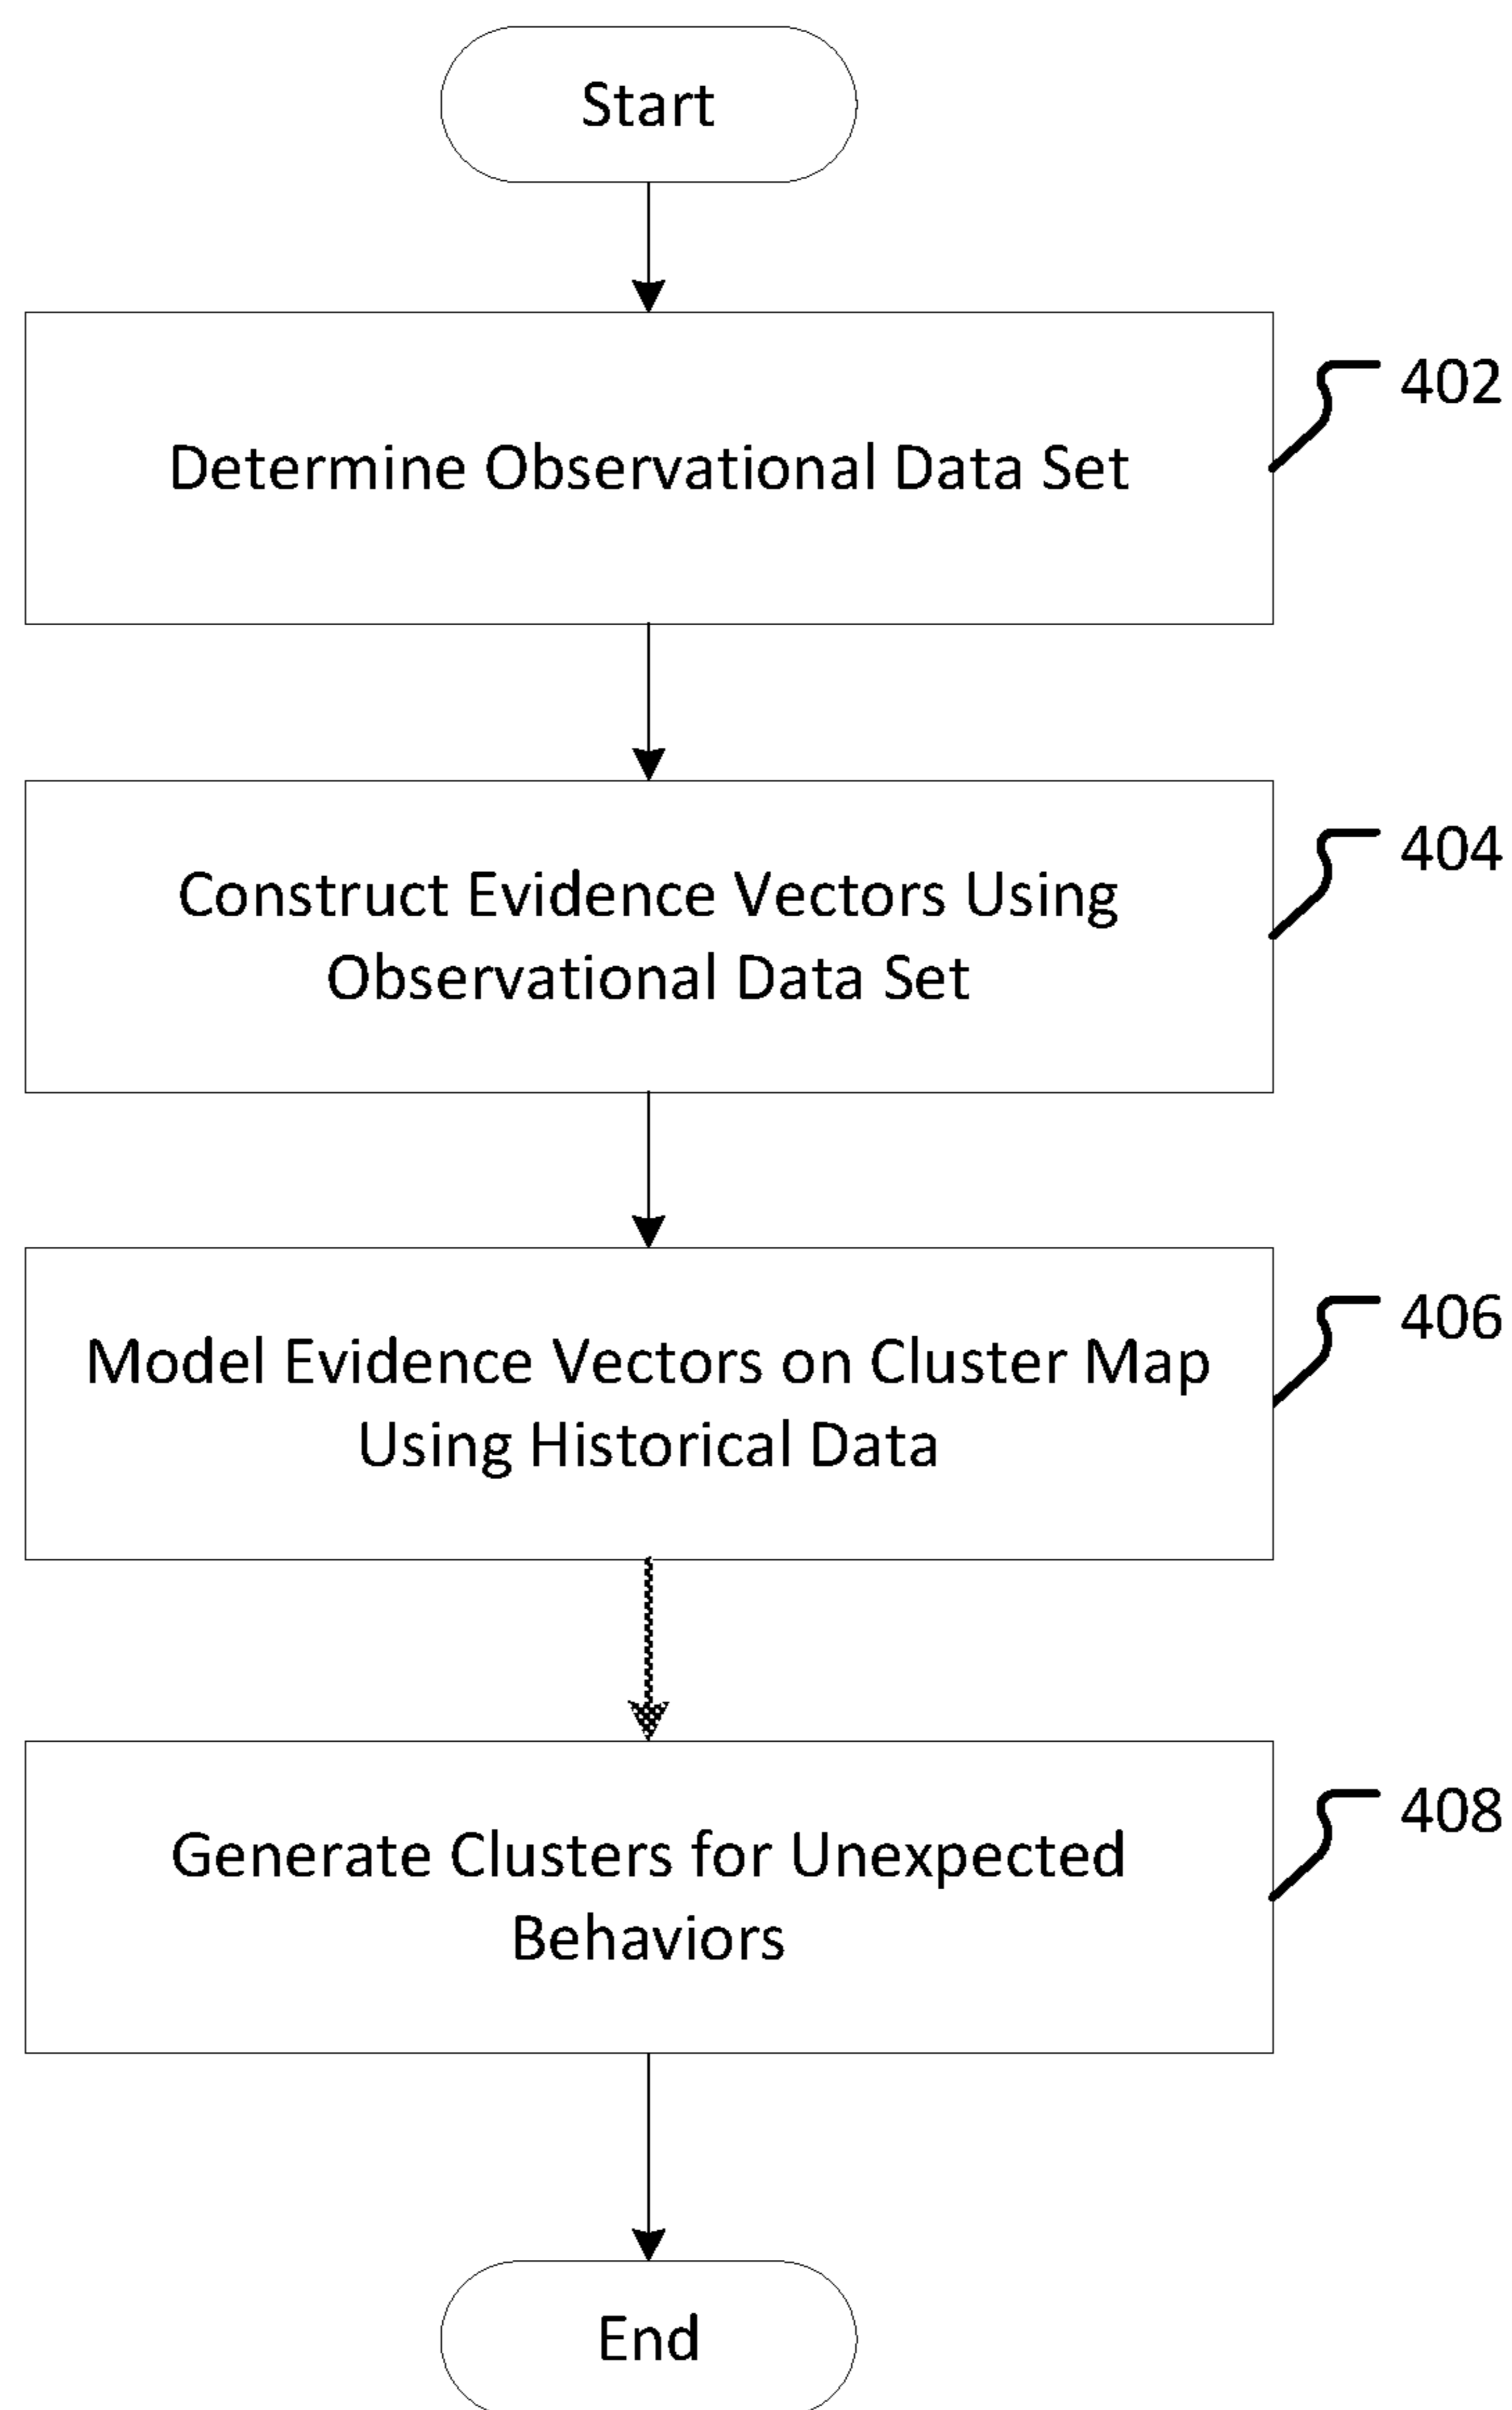 Start
402
Determine Observational Data Set
404
Construct Evidence Vectors Using
Observational Data Set
406
Model Evidence Vectors on Cluster Map
Using Historical Data
408
Generate Clusters for Unexpected
Behaviors
End